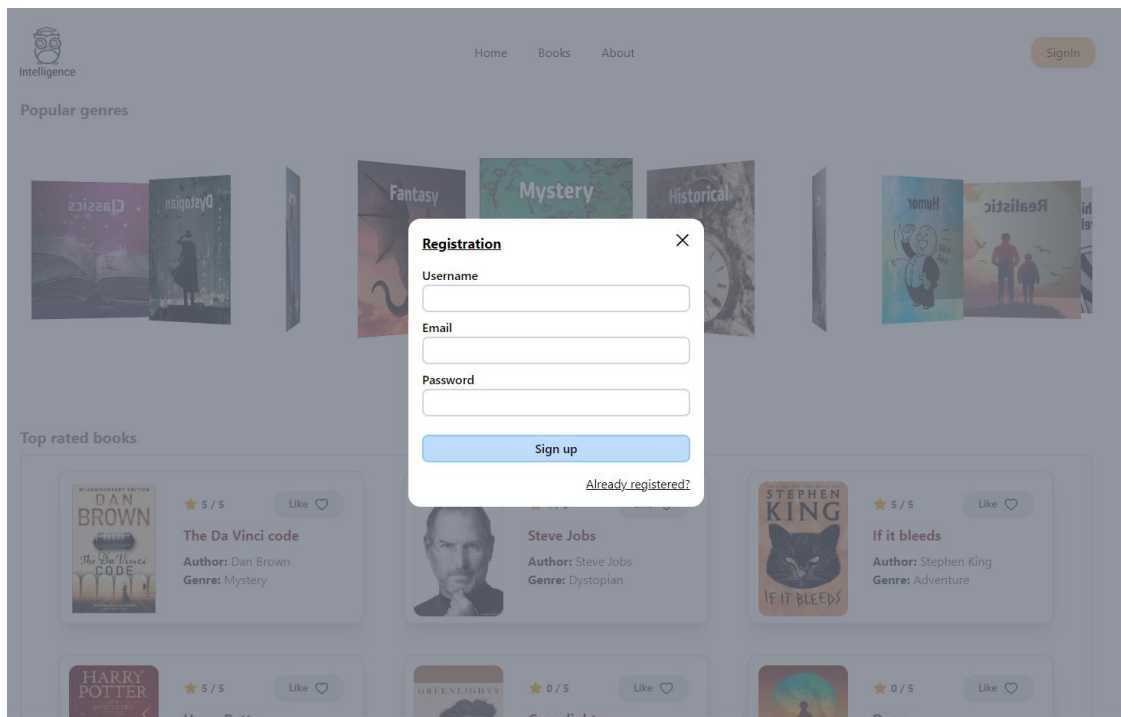 Intelligence
Home Books About
SignIn
Popular genres
Classics
Dystopian
Fantasy
Mystery
Historical
Humor
Realistic
Registration
Username
Email
Password
Sign up
Already registered?
Top rated books
DAN
BROWN
The Da Vinci
CODE
5 / 5
Like
The Da Vinci code
Author: Dan Brown
Genre: Mystery
Steve Jobs
Author: Steve Jobs
Genre: Dystopian
STEPHEN
KING
IF IT BLEEDS
5 / 5
Like
If it bleeds
Author: Stephen King
Genre: Adventure
HARRY
POTTER
5 / 5
Like
GREENLIGHTS
0 / 5
Like
0 / 5
Like